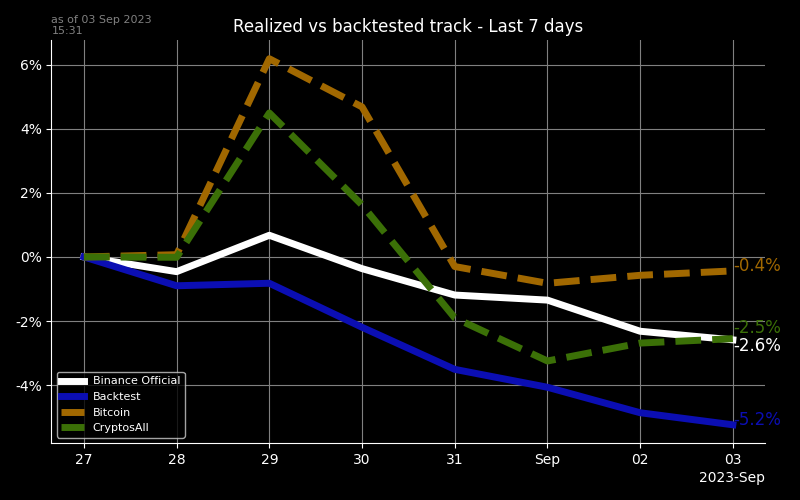 as of 03 Sep 2023
15:31
Realized vs backtested track - Last 7 days
6%
4%
2%
0%
-2%
-4%
-0.4%
-2.5%
-2.6%
-5.2%
Binance Official
Backtest
Bitcoin
CryptosAll
27 28 29 30 31 Sep 02 03
2023-Sep